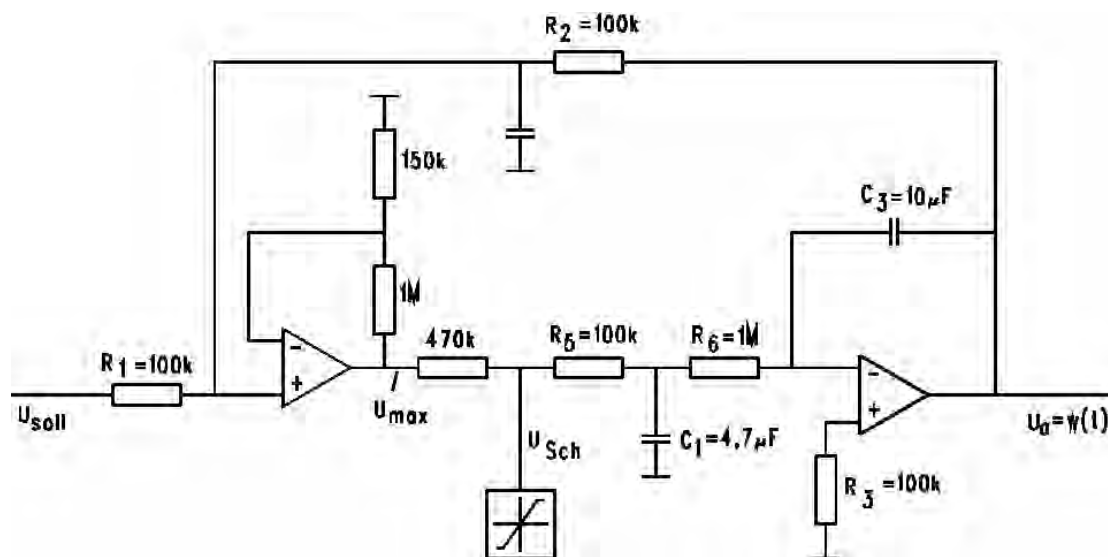 R2=100k
150k
C3=10µF
1M
470k
R5=100k
R6=1M
R1=100k
-
+
-
+
Usoll
Umax
USch
C1=4,7µF
R3=100k
Ua=w(t)